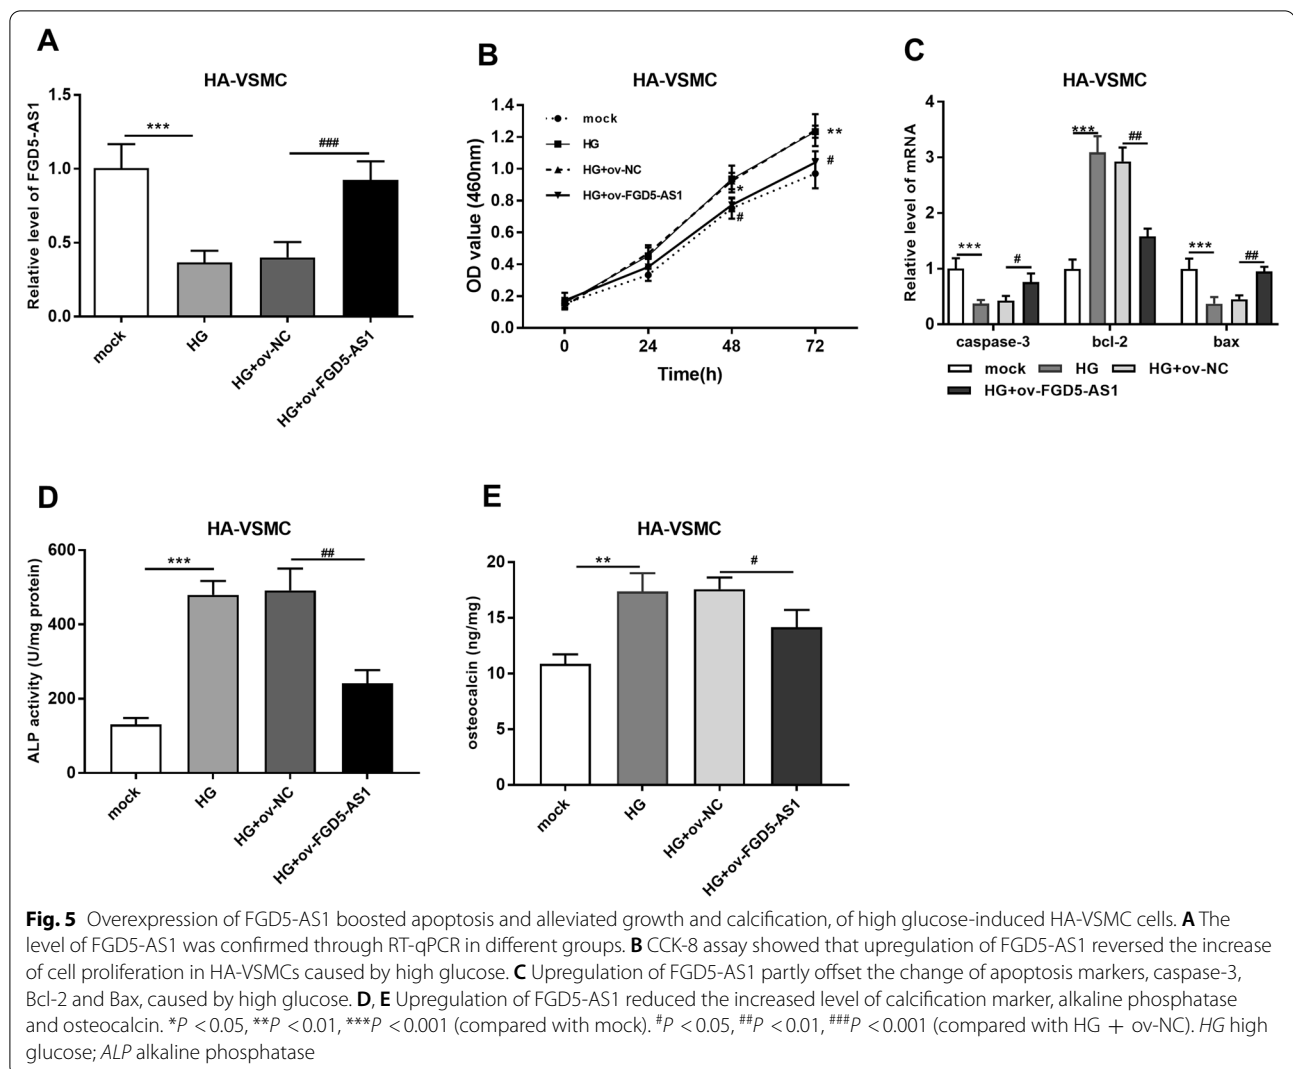 A
HA-VSMC
Relative level of FGD5-AS1
1.5
1.0
0.5
0.0
***
###
mock
HG
HG+ov-NC
HG+ov-FGD5-AS1
B
HA-VSMC
OD value (460nm)
1.4
1.2
1.0
0.8
0.6
0.4
0.2
0.0
mock
HG
HG+ov-NC
HG+ov-FGD5-AS1
**
#
*
#
0 24 48 72
Time(h)
C
HA-VSMC
Relative level of mRNA
4
3
2
1
0
*** # *** ## *** ##
caspase-3 bcl-2 bax
mock HG HG+ov-NC
HG+ov-FGD5-AS1
D
HA-VSMC
ALP activity (U/mg protein)
600
400
200
0
***
##
mock
HG
HG+ov-NC
HG+ov-FGD5-AS1
E
HA-VSMC
osteocalcin (ng/mg)
20
15
10
5
0
**
#
mock
HG
HG+ov-NC
HG+ov-FGD5-AS1
Fig. 5 Overexpression of FGD5-AS1 boosted apoptosis and alleviated growth and calcification, of high glucose-induced HA-VSMC cells. A The
level of FGD5-AS1 was confirmed through RT-qPCR in different groups. B CCK-8 assay showed that upregulation of FGD5-AS1 reversed the increase
of cell proliferation in HA-VSMCs caused by high glucose. C Upregulation of FGD5-AS1 partly offset the change of apoptosis markers, caspase-3,
Bcl-2 and Bax, caused by high glucose. D, E Upregulation of FGD5-AS1 reduced the increased level of calcification marker, alkaline phosphatase
and osteocalcin. *P < 0.05, **P < 0.01, ***P < 0.001 (compared with mock). #P < 0.05, ##P < 0.01, ###P < 0.001 (compared with HG + ov-NC). HG high
glucose; ALP alkaline phosphatase